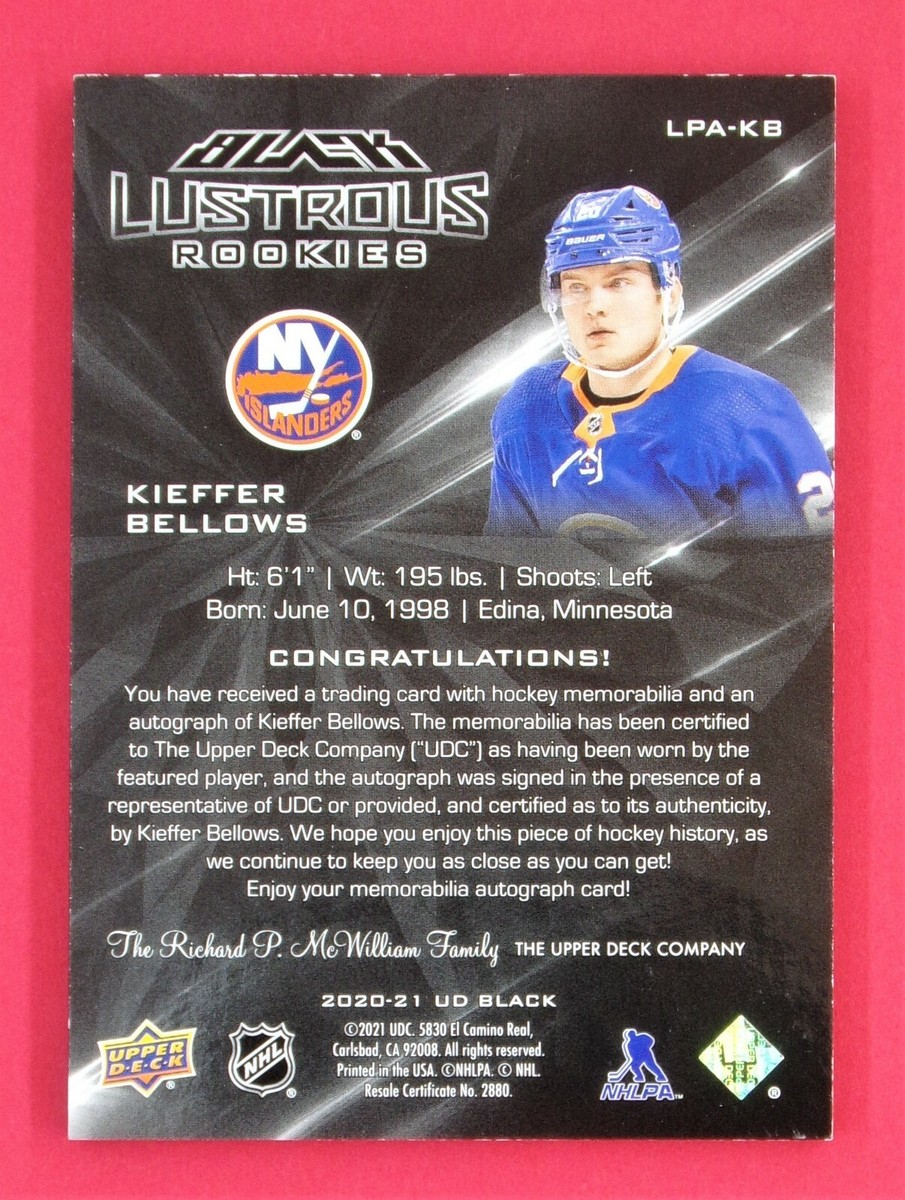 LPA-KB
BLACK
LUSTROUS
ROOKIES
20
BAUER
NY
ISLANDERS
®
KIEFFER
BELLOWS
2
Ht: 6'1" | Wt: 195 lbs. | Shoots: Left
Born: June 10, 1998 | Edina, Minnesota
CONGRATULATIONS!
You have received a trading card with hockey memorabilia and an
autograph of Kieffer Bellows. The memorabilia has been certified
to The Upper Deck Company ("UDC") as having been worn by the
featured player, and the autograph was signed in the presence of a
representative of UDC or provided, and certified as to its authenticity,
by Kieffer Bellows. We hope you enjoy this piece of hockey history, as
we continue to keep you as close as you can get!
Enjoy your memorabilia autograph card!
The Richard P. McWilliam Family THE UPPER DECK COMPANY
2020-21 UD BLACK
©2021 UDC. 5830 El Camino Real,
Carlsbad, CA 92008. All rights reserved.
Printed in the USA. ©NHLPA. © NHL.
Resale Certificate No. 2880.
UPPER
D·E·C·K
®
NHL
®
NHLPA™
®